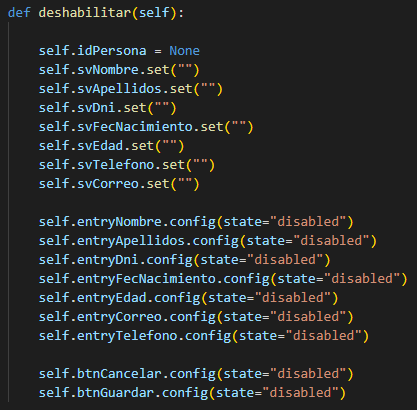 def deshabilitar(self):
self.idPersona = None
self.svNombre.set("")
self.svApellidos.set("")
self.svDni.set("")
self.svFecNacimiento.set("")
self.svEdad.set("")
self.svTelefono.set("")
self.svCorreo.set("")
self.entryNombre.config(state="disabled")
self.entryApellidos.config(state="disabled")
self.entryDni.config(state="disabled")
self.entryFecNacimiento.config(state="disabled")
self.entryEdad.config(state="disabled")
self.entryCorreo.config(state="disabled")
self.entryTelefono.config(state="disabled")
self.btnCancelar.config(state="disabled")
self.btnGuardar.config(state="disabled")